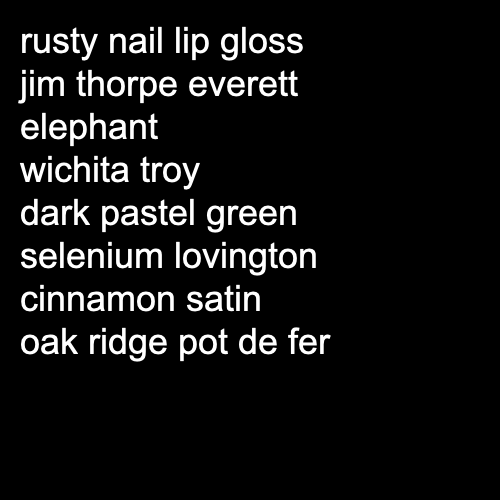 rusty nail lip gloss
jim thorpe everett
elephant
wichita troy
dark pastel green
selenium lovington
cinnamon satin
oak ridge pot de fer